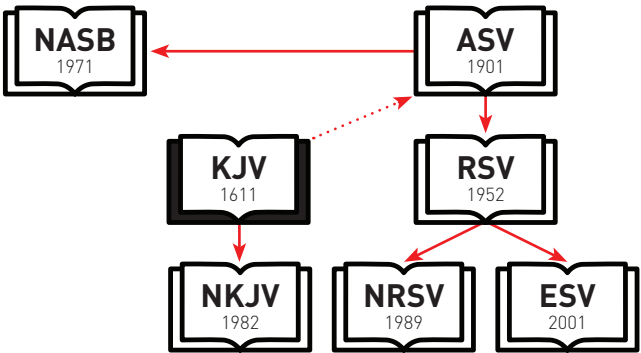 NASB
1971
ASV
1901
KJV
1611
RSV
1952
NKJV
1982
NRSV
1989
ESV
2001